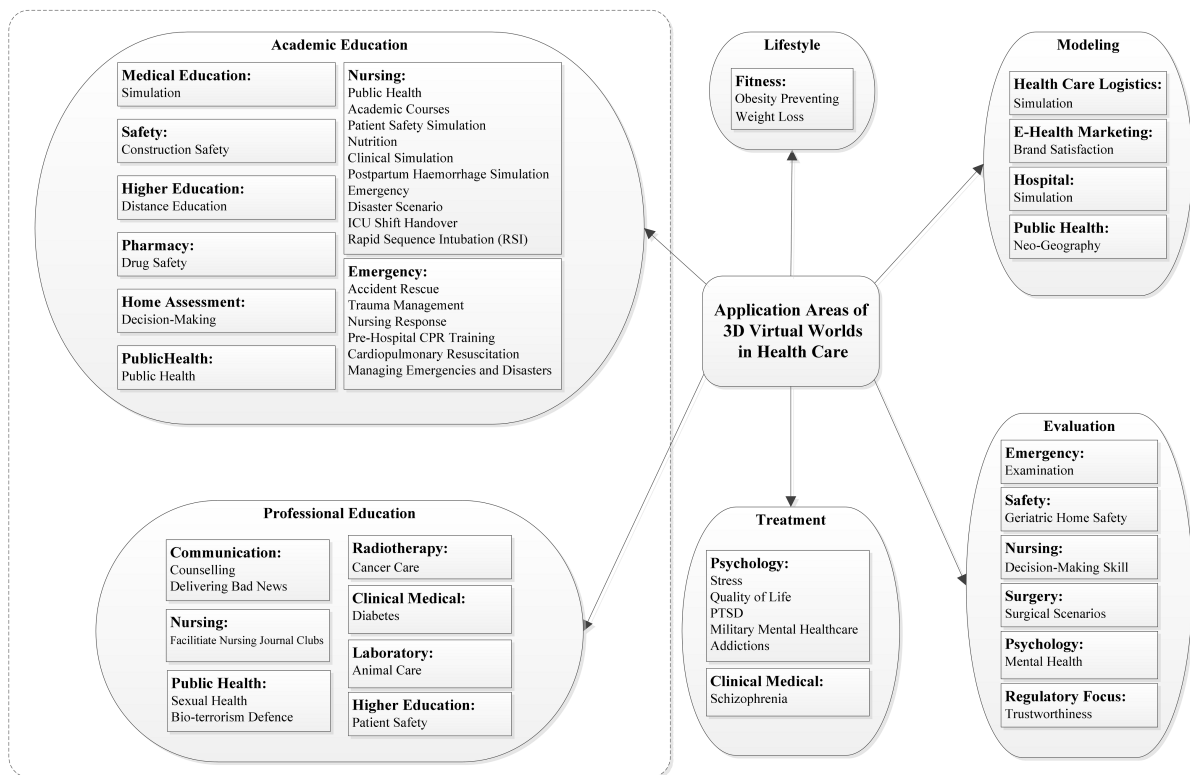 Academic Education
Medical Education:
Simulation
Safety:
Construction Safety
Higher Education:
Distance Education
Pharmacy:
Drug Safety
Home Assessment:
Decision-Making
PublicHealth:
Public Health
Nursing:
Public Health
Academic Courses
Patient Safety Simulation
Nutrition
Clinical Simulation
Postpartum Haemorrhage Simulation
Emergency
Disaster Scenario
ICU Shift Handover
Rapid Sequence Intubation (RSI)
Emergency:
Accident Rescue
Trauma Management
Nursing Response
Pre-Hospital CPR Training
Cardiopulmonary Resuscitation
Managing Emergencies and Disasters
Lifestyle
Fitness:
Obesity Preventing
Weight Loss
Modeling
Health Care Logistics:
Simulation
E-Health Marketing:
Brand Satisfaction
Hospital:
Simulation
Public Health:
Neo-Geography
Application Areas of
3D Virtual Worlds
in Health Care
Professional Education
Communication:
Counselling
Delivering Bad News
Nursing:
Facilitiate Nursing Journal Clubs
Public Health:
Sexual Health
Bio-terrorism Defence
Radiotherapy:
Cancer Care
Clinical Medical:
Diabetes
Laboratory:
Animal Care
Higher Education:
Patient Safety
Treatment
Psychology:
Stress
Quality of Life
PTSD
Military Mental Healthcare
Addictions
Clinical Medical:
Schizophrenia
Evaluation
Emergency:
Examination
Safety:
Geriatric Home Safety
Nursing:
Decision-Making Skill
Surgery:
Surgical Scenarios
Psychology:
Mental Health
Regulatory Focus:
Trustworthiness